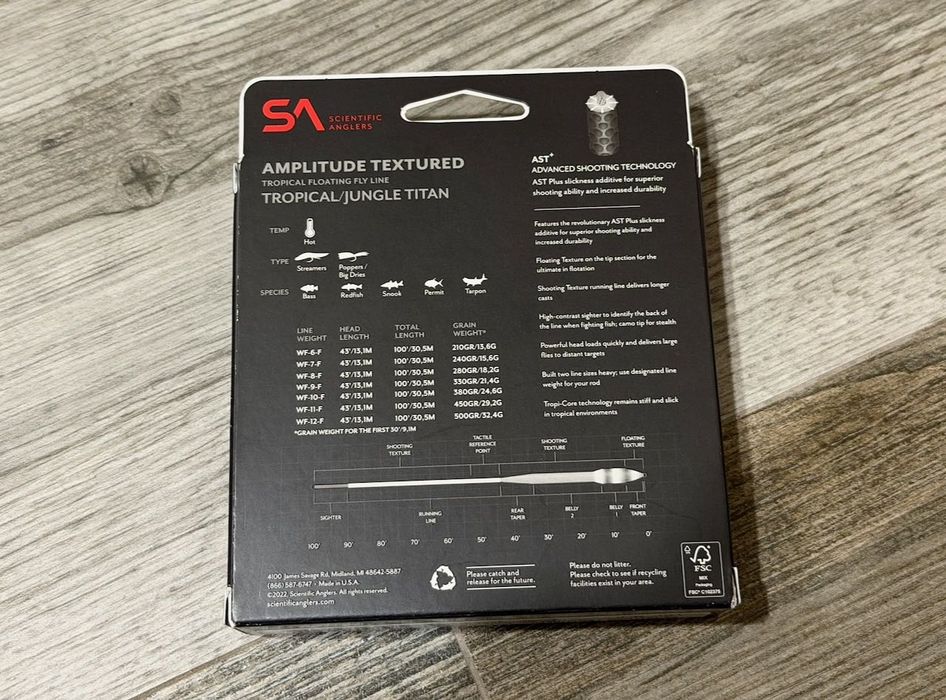 SA SCIENTIFIC
ANGLERS
AMPLITUDE TEXTURED
TROPICAL FLOATING FLY LINE
TROPICAL/JUNGLE TITAN
TEMP
Hot
TYPE
Streamers
Poppers /
Big Dries
SPECIES
Bass
Redfish
Snook
Permit
Tarpon
LINE WEIGHT HEAD LENGTH TOTAL LENGTH GRAIN WEIGHT*
WF-6-F 43'/13,1M 100'/30,5M 210GR/13,6G
WF-7-F 43'/13,1M 100'/30,5M 240GR/15,6G
WF-8-F 43'/13,1M 100'/30,5M 280GR/18,2G
WF-9-F 43'/13,1M 100'/30,5M 330GR/21,4G
WF-10-F 43'/13,1M 100'/30,5M 380GR/24,6G
WF-11-F 43'/13,1M 100'/30,5M 450GR/29,2G
WF-12-F 43'/13,1M 100'/30,5M 500GR/32,4G
*GRAIN WEIGHT FOR THE FIRST 30'/9,1M
AST+
ADVANCED SHOOTING TECHNOLOGY
AST Plus slickness additive for superior
shooting ability and increased durability
Features the revolutionary AST Plus slickness
additive for superior shooting ability and
increased durability
Floating Texture on the tip section for the
ultimate in flotation
Shooting Texture running line delivers longer
casts
High-contrast sighter to identify the back of
the line when fighting fish; camo tip for stealth
Powerful head loads quickly and delivers large
flies to distant targets
Built two line sizes heavy; use designated line
weight for your rod
Tropi-Core technology remains stiff and slick
in tropical environments
SHOOTING
TEXTURE
TACTILE
REFERENCE
POINT
SHOOTING
TEXTURE
FLOATING
TEXTURE
SIGHTER
RUNNING
LINE
REAR
TAPER
BELLY
2
BELLY
1
FRONT
TAPER
100' 90' 80' 70' 60' 50' 40' 30' 20' 10' 0'
4100 James Savage Rd, Midland, MI 48642-5887
(866) 587-6747 • Made in U.S.A.
©2022, Scientific Anglers. All rights reserved.
scientificanglers.com
Please catch and
release for the future.
Please do not litter.
Please check to see if recycling
facilities exist in your area.
FSC
MIX
Packaging
FSC® C102375